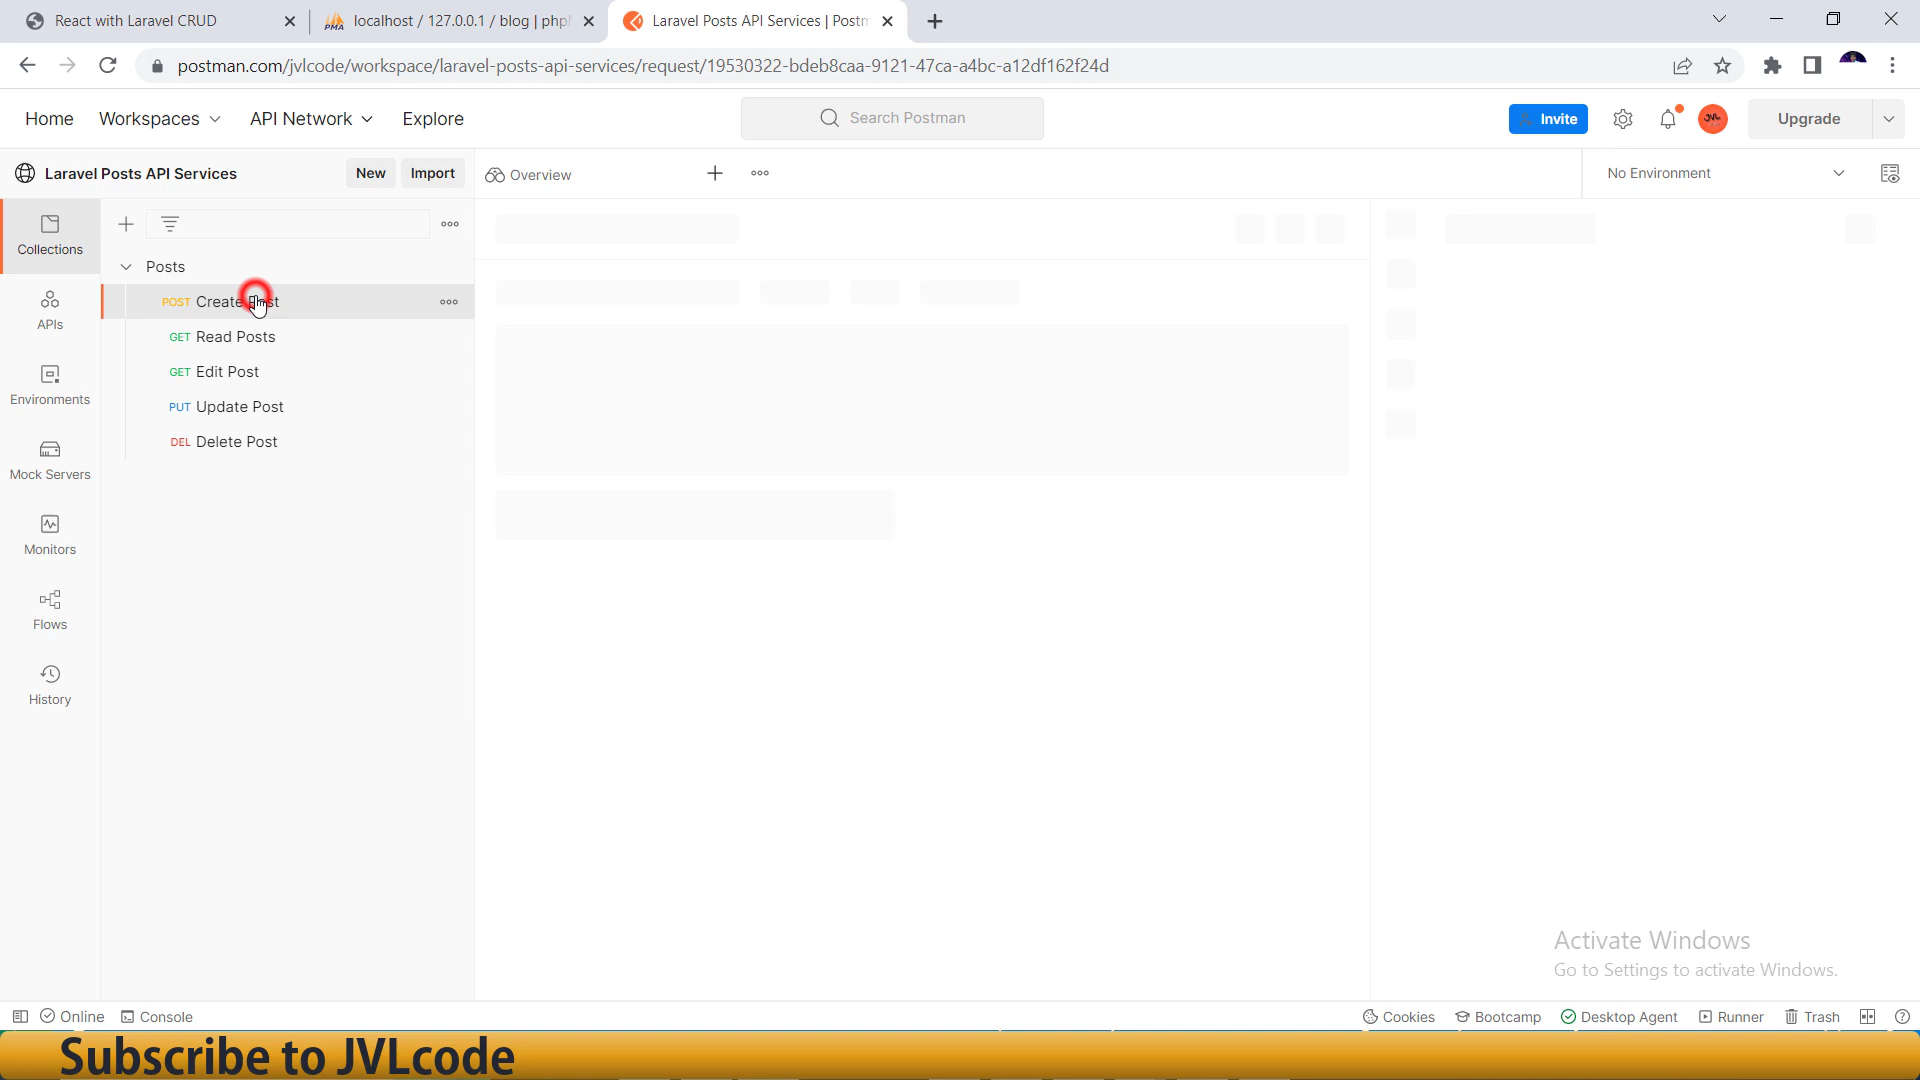 React with Laravel CRUD
PMA localhost / 127.0.0.1 / blog | php
Laravel Posts API Services | Postm
postman.com/jvlcode/workspace/laravel-posts-api-services/request/19530322-bdeb8caa-9121-47ca-a4bc-a12df162f24d
Home Workspaces API Network Explore
Search Postman
Invite
JVL
Upgrade
Laravel Posts API Services
New
Import
Overview
No Environment
Collections
APIs
Environments
Mock Servers
Monitors
Flows
History
Posts
POST Create Post
GET Read Posts
GET Edit Post
PUT Update Post
DEL Delete Post
Activate Windows
Go to Settings to activate Windows.
Online Console
Cookies Bootcamp Desktop Agent Runner Trash
Subscribe to JVLcode